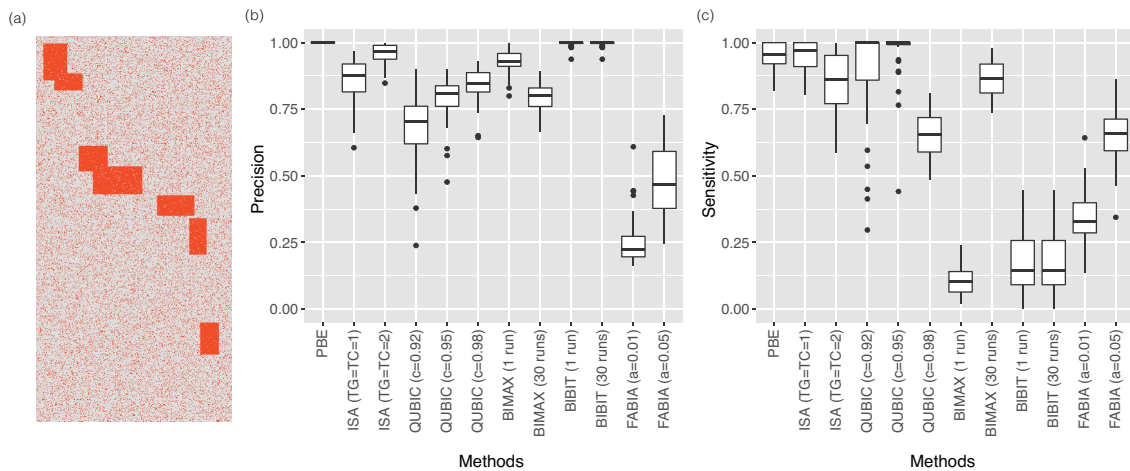 (a)
(b)
1.00
0.75
0.50
0.25
0.00
Precision
PBE
ISA (TG=TC=1)
ISA (TG=TC=2)
QUBIC (c=0.92)
QUBIC (c=0.95)
QUBIC (c=0.98)
BIMAX (1 run)
BIMAX (30 runs)
BIBIT (1 run)
BIBIT (30 runs)
FABIA (a=0.01)
FABIA (a=0.05)
Methods
(c)
1.00
0.75
0.50
0.25
0.00
Sensitivity
PBE
ISA (TG=TC=1)
ISA (TG=TC=2)
QUBIC (c=0.92)
QUBIC (c=0.95)
QUBIC (c=0.98)
BIMAX (1 run)
BIMAX (30 runs)
BIBIT (1 run)
BIBIT (30 runs)
FABIA (a=0.01)
FABIA (a=0.05)
Methods